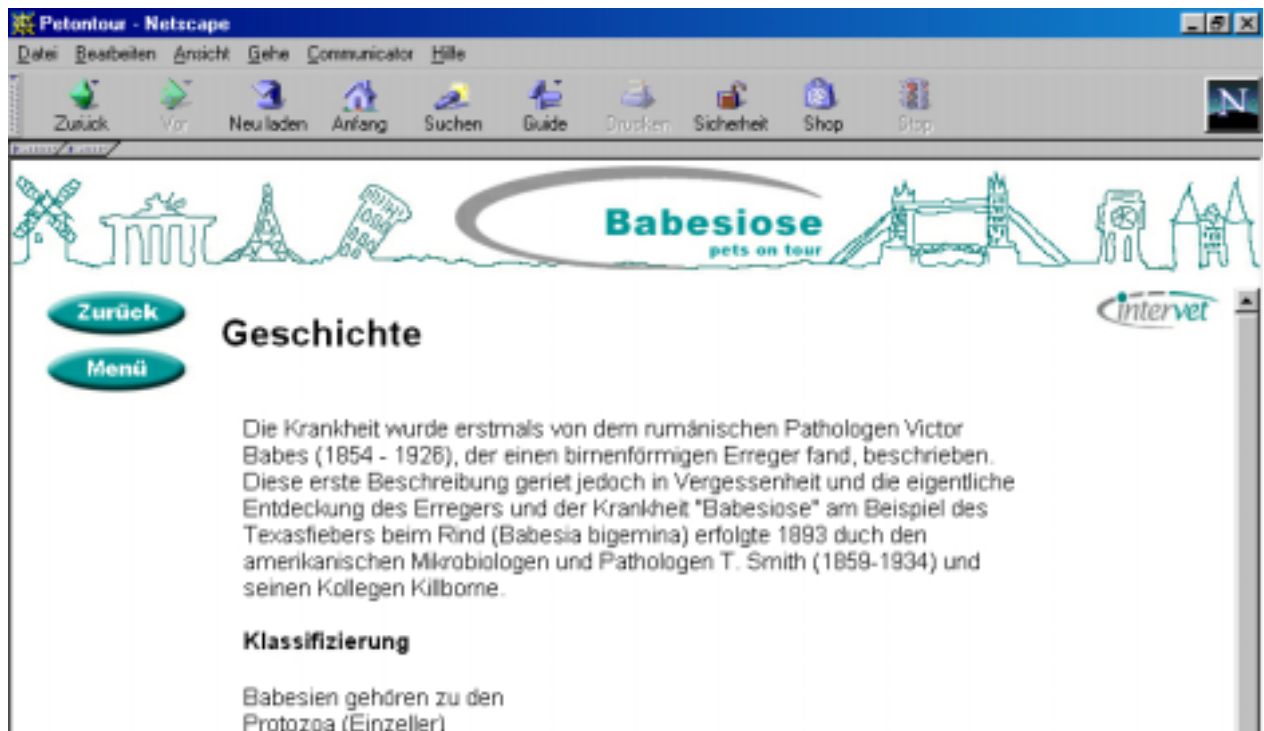 Petontour - Netscape
Datei Bearbeiten Ansicht Gehe Communicator Hilfe
Zurück Vor Neu laden Anfang Suchen Guide Drucken Sicherheit Shop Stop
N
Babesiose
pets on tour
Zurück
intervet
Geschichte
Menü
Die Krankheit wurde erstmals von dem rumänischen Pathologen Victor
Babes (1854 - 1926), der einen birnenförmigen Erreger fand, beschrieben.
Diese erste Beschreibung geriet jedoch in Vergessenheit und die eigentliche
Entdeckung des Erregers und der Krankheit "Babesiose" am Beispiel des
Texasfiebers beim Rind (Babesia bigemina) erfolgte 1893 duch den
amerikanischen Mikrobiologen und Pathologen T. Smith (1859-1934) und
seinen Kollegen Killborne.
Klassifizierung
Babesien gehören zu den
Protozoa (Einzeller)